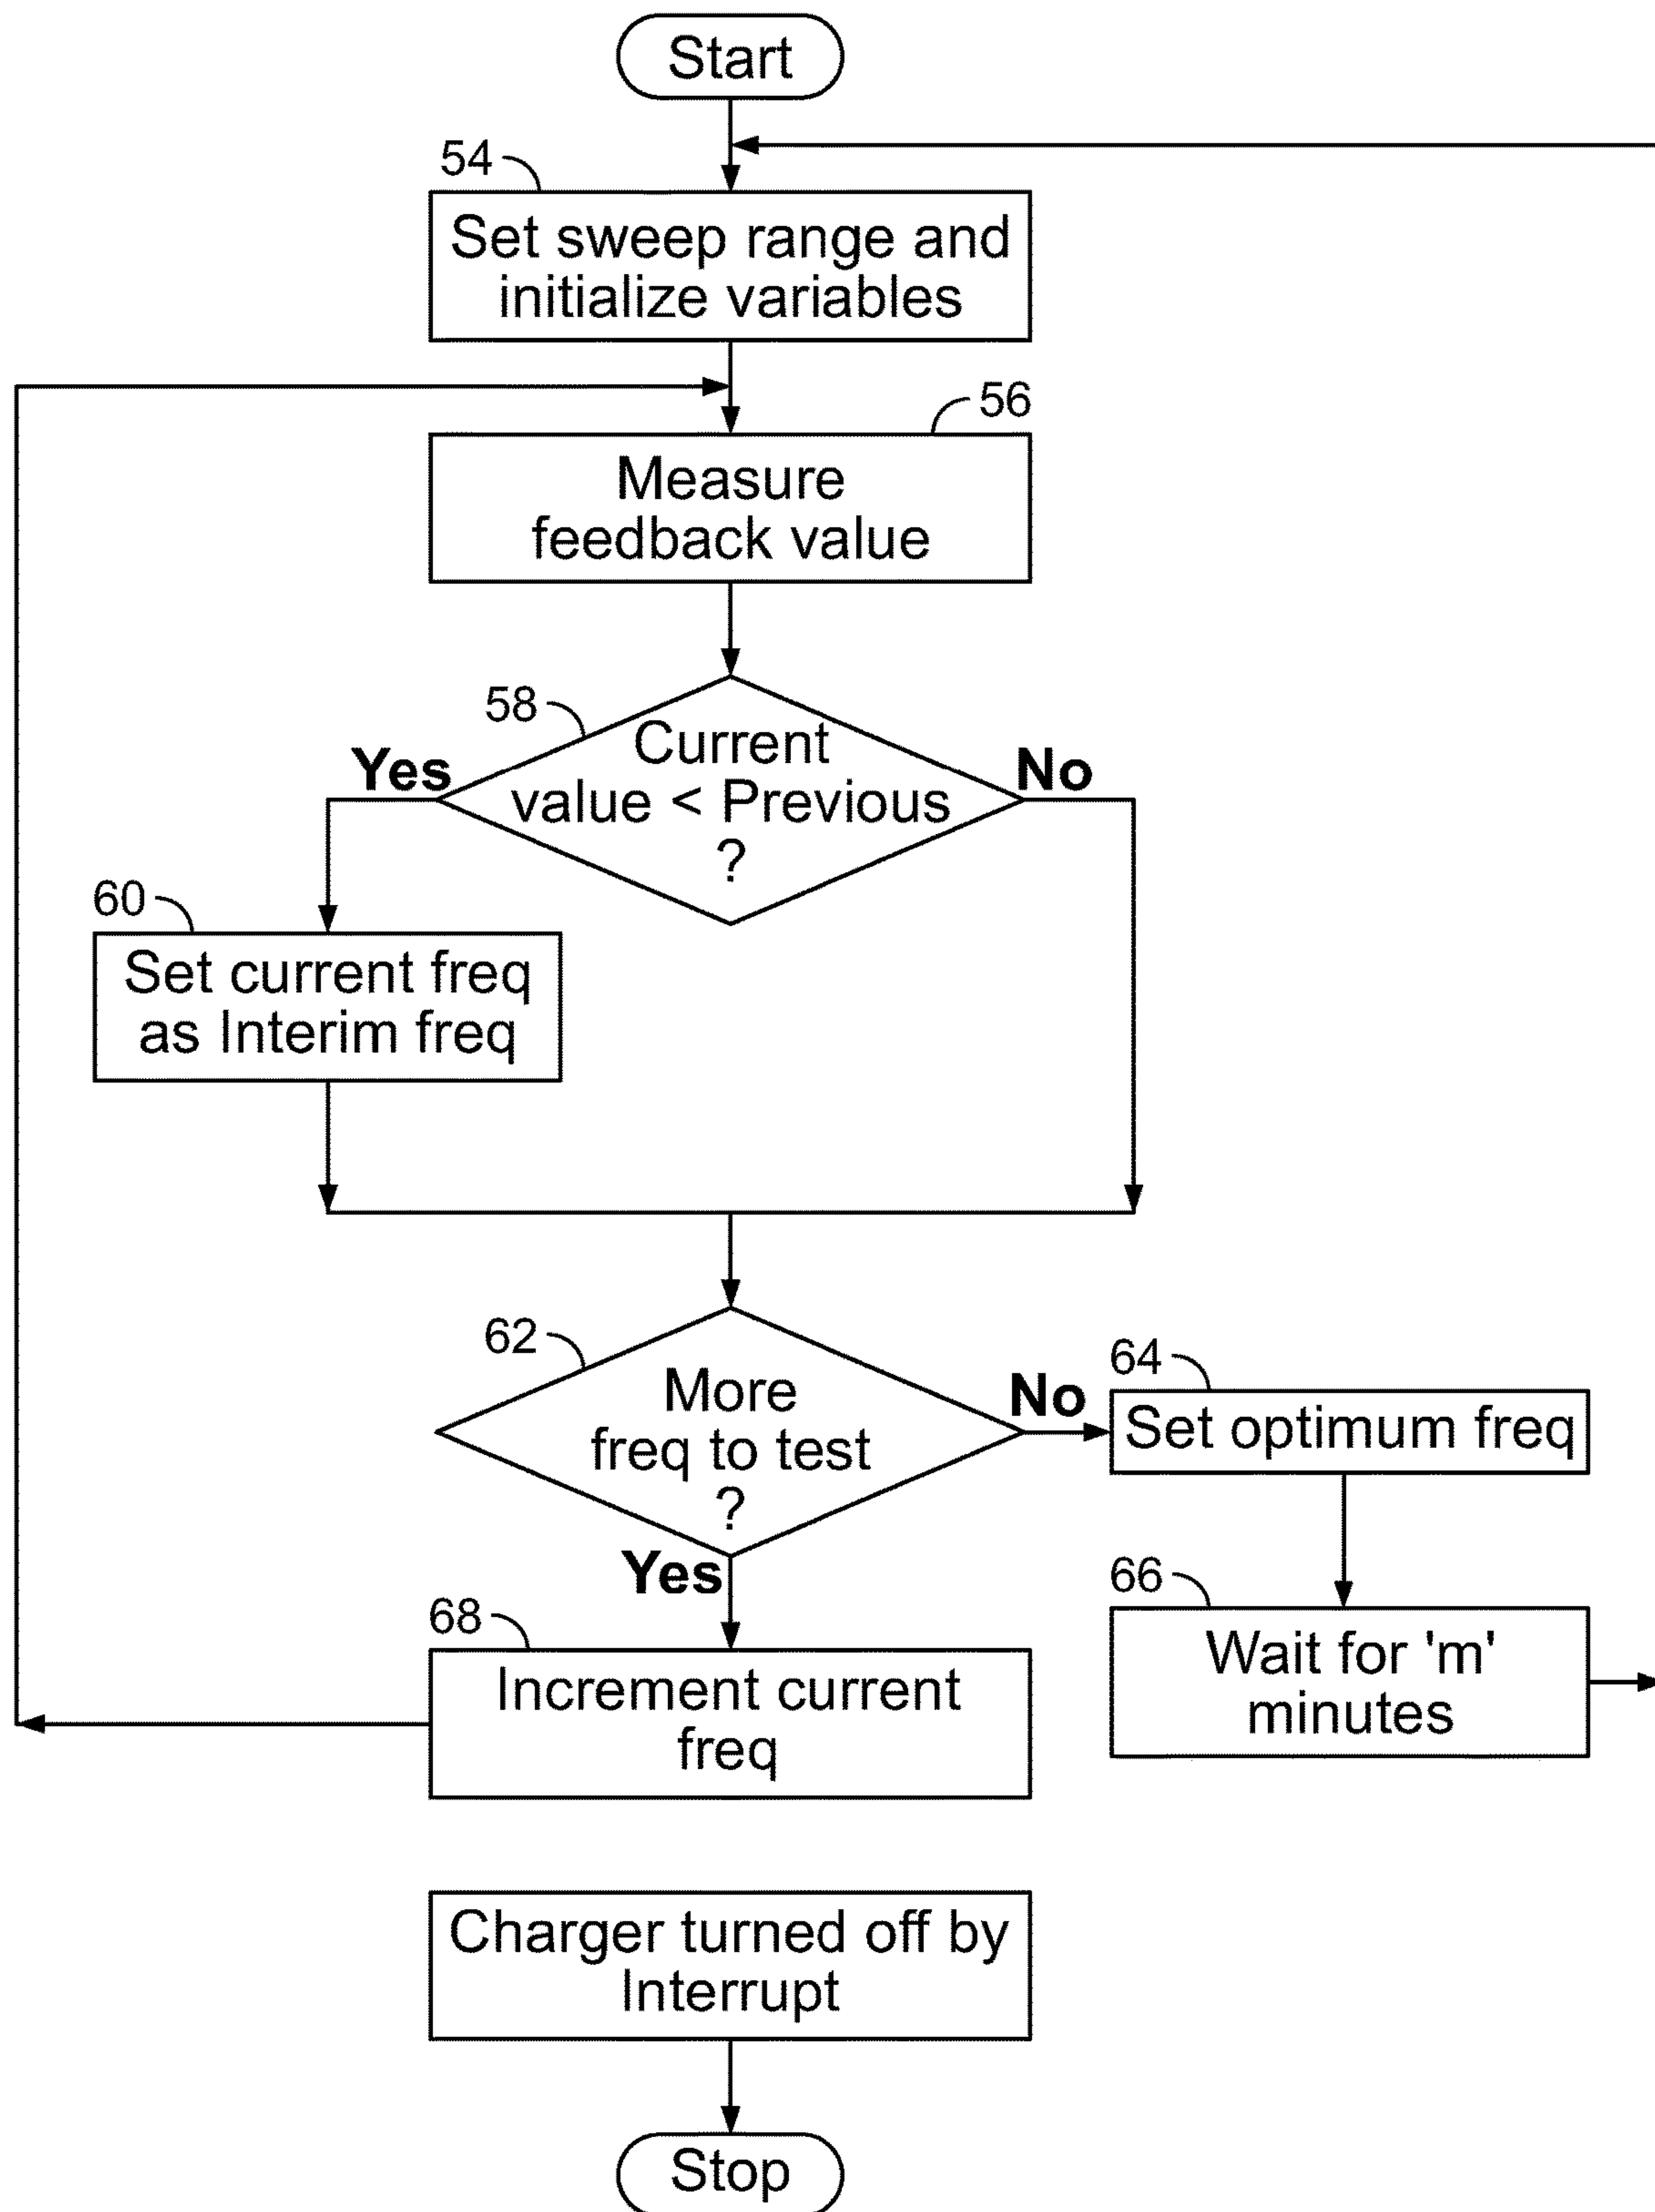 Start
54
Set sweep range and
initialize variables
56
Measure
feedback value
58
Current
value < Previous
?
Yes
No
60
Set current freq
as Interim freq
62
More
freq to test
?
No
64
Set optimum freq
Yes
66
Wait for 'm'
minutes
68
Increment current
freq
Charger turned off by
Interrupt
Stop